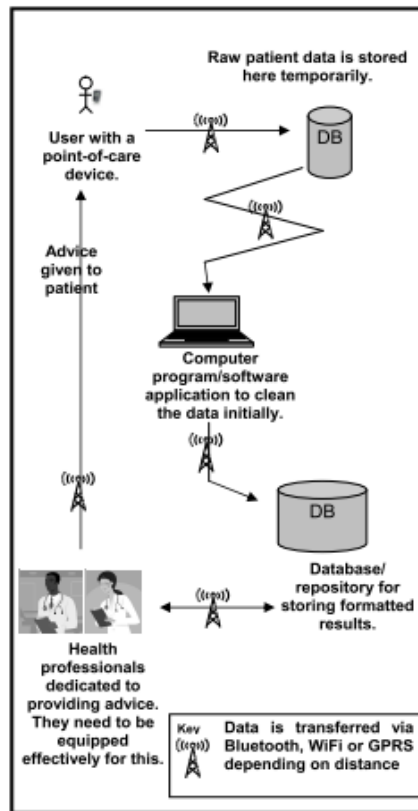 Raw patient data is stored
here temporarily.
DB
User with a
point-of-care
device.
Advice
given to
patient
Computer
program/software
application to clean
the data initially.
DB
Database/
repository for
storing formatted
results.
Health
professionals
dedicated to
providing advice.
They need to be
equipped
effectively for this.
Key
Data is transferred via
Bluetooth, WiFi or GPRS
depending on distance